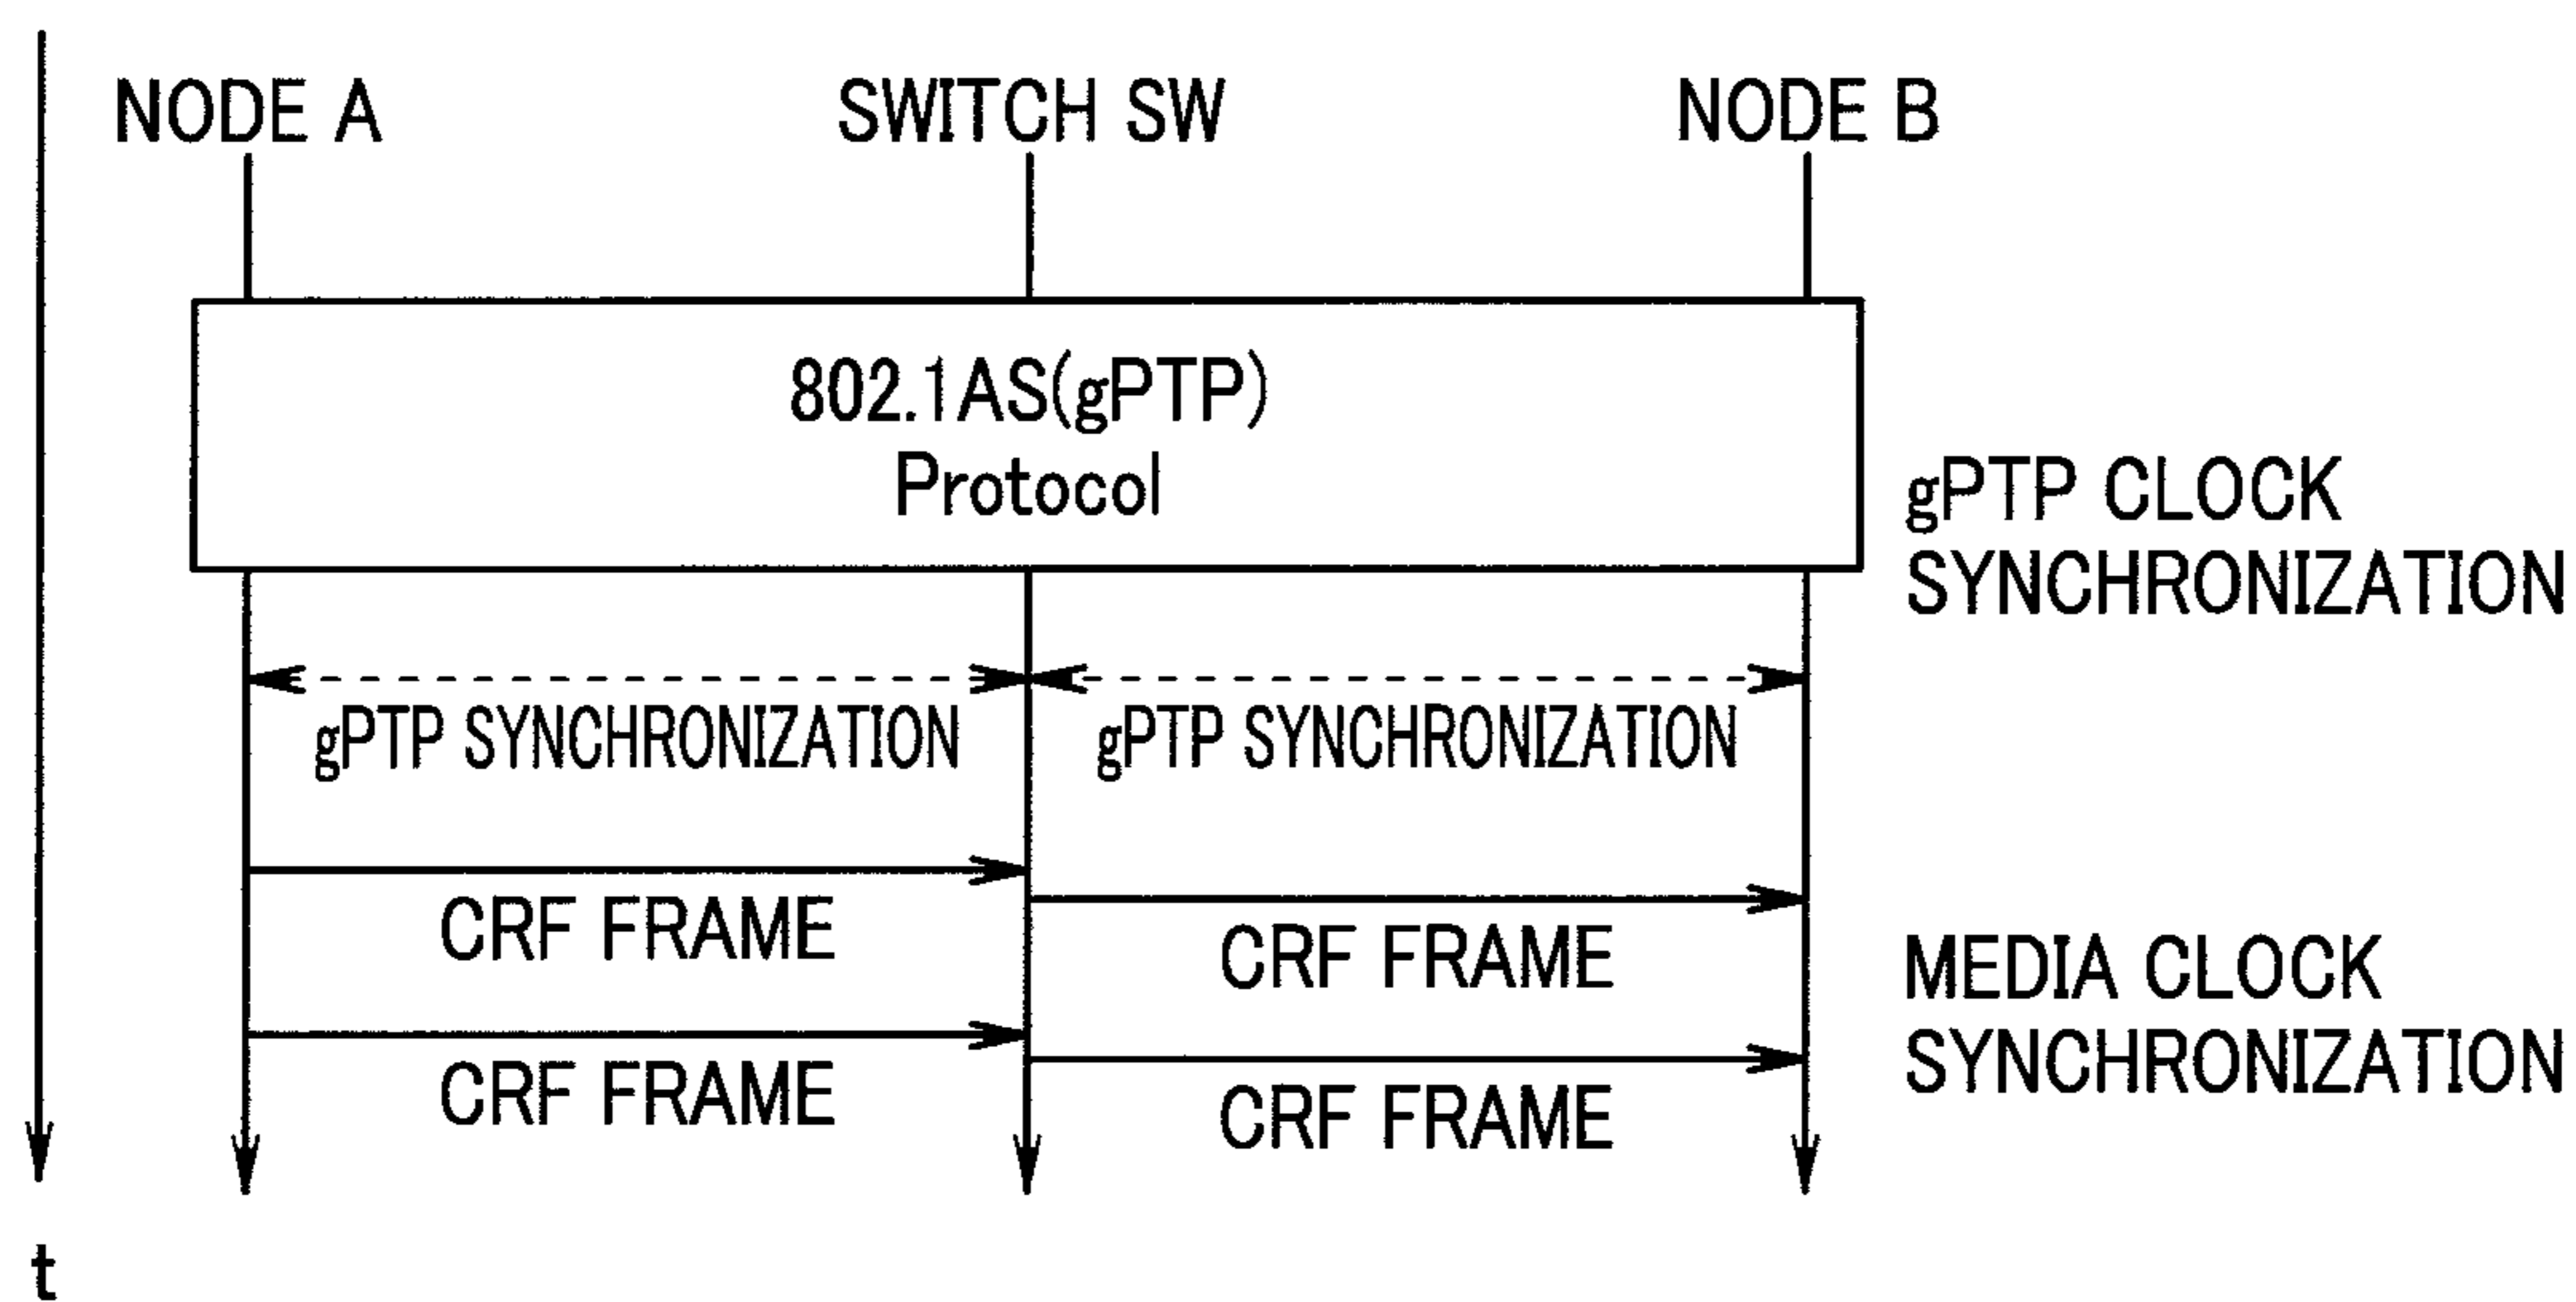 NODE A
SWITCH SW
NODE B
802.1AS(gPTP)
Protocol
gPTP CLOCK
SYNCHRONIZATION
gPTP SYNCHRONIZATION
gPTP SYNCHRONIZATION
CRF FRAME
CRF FRAME
MEDIA CLOCK
SYNCHRONIZATION
CRF FRAME
CRF FRAME
t